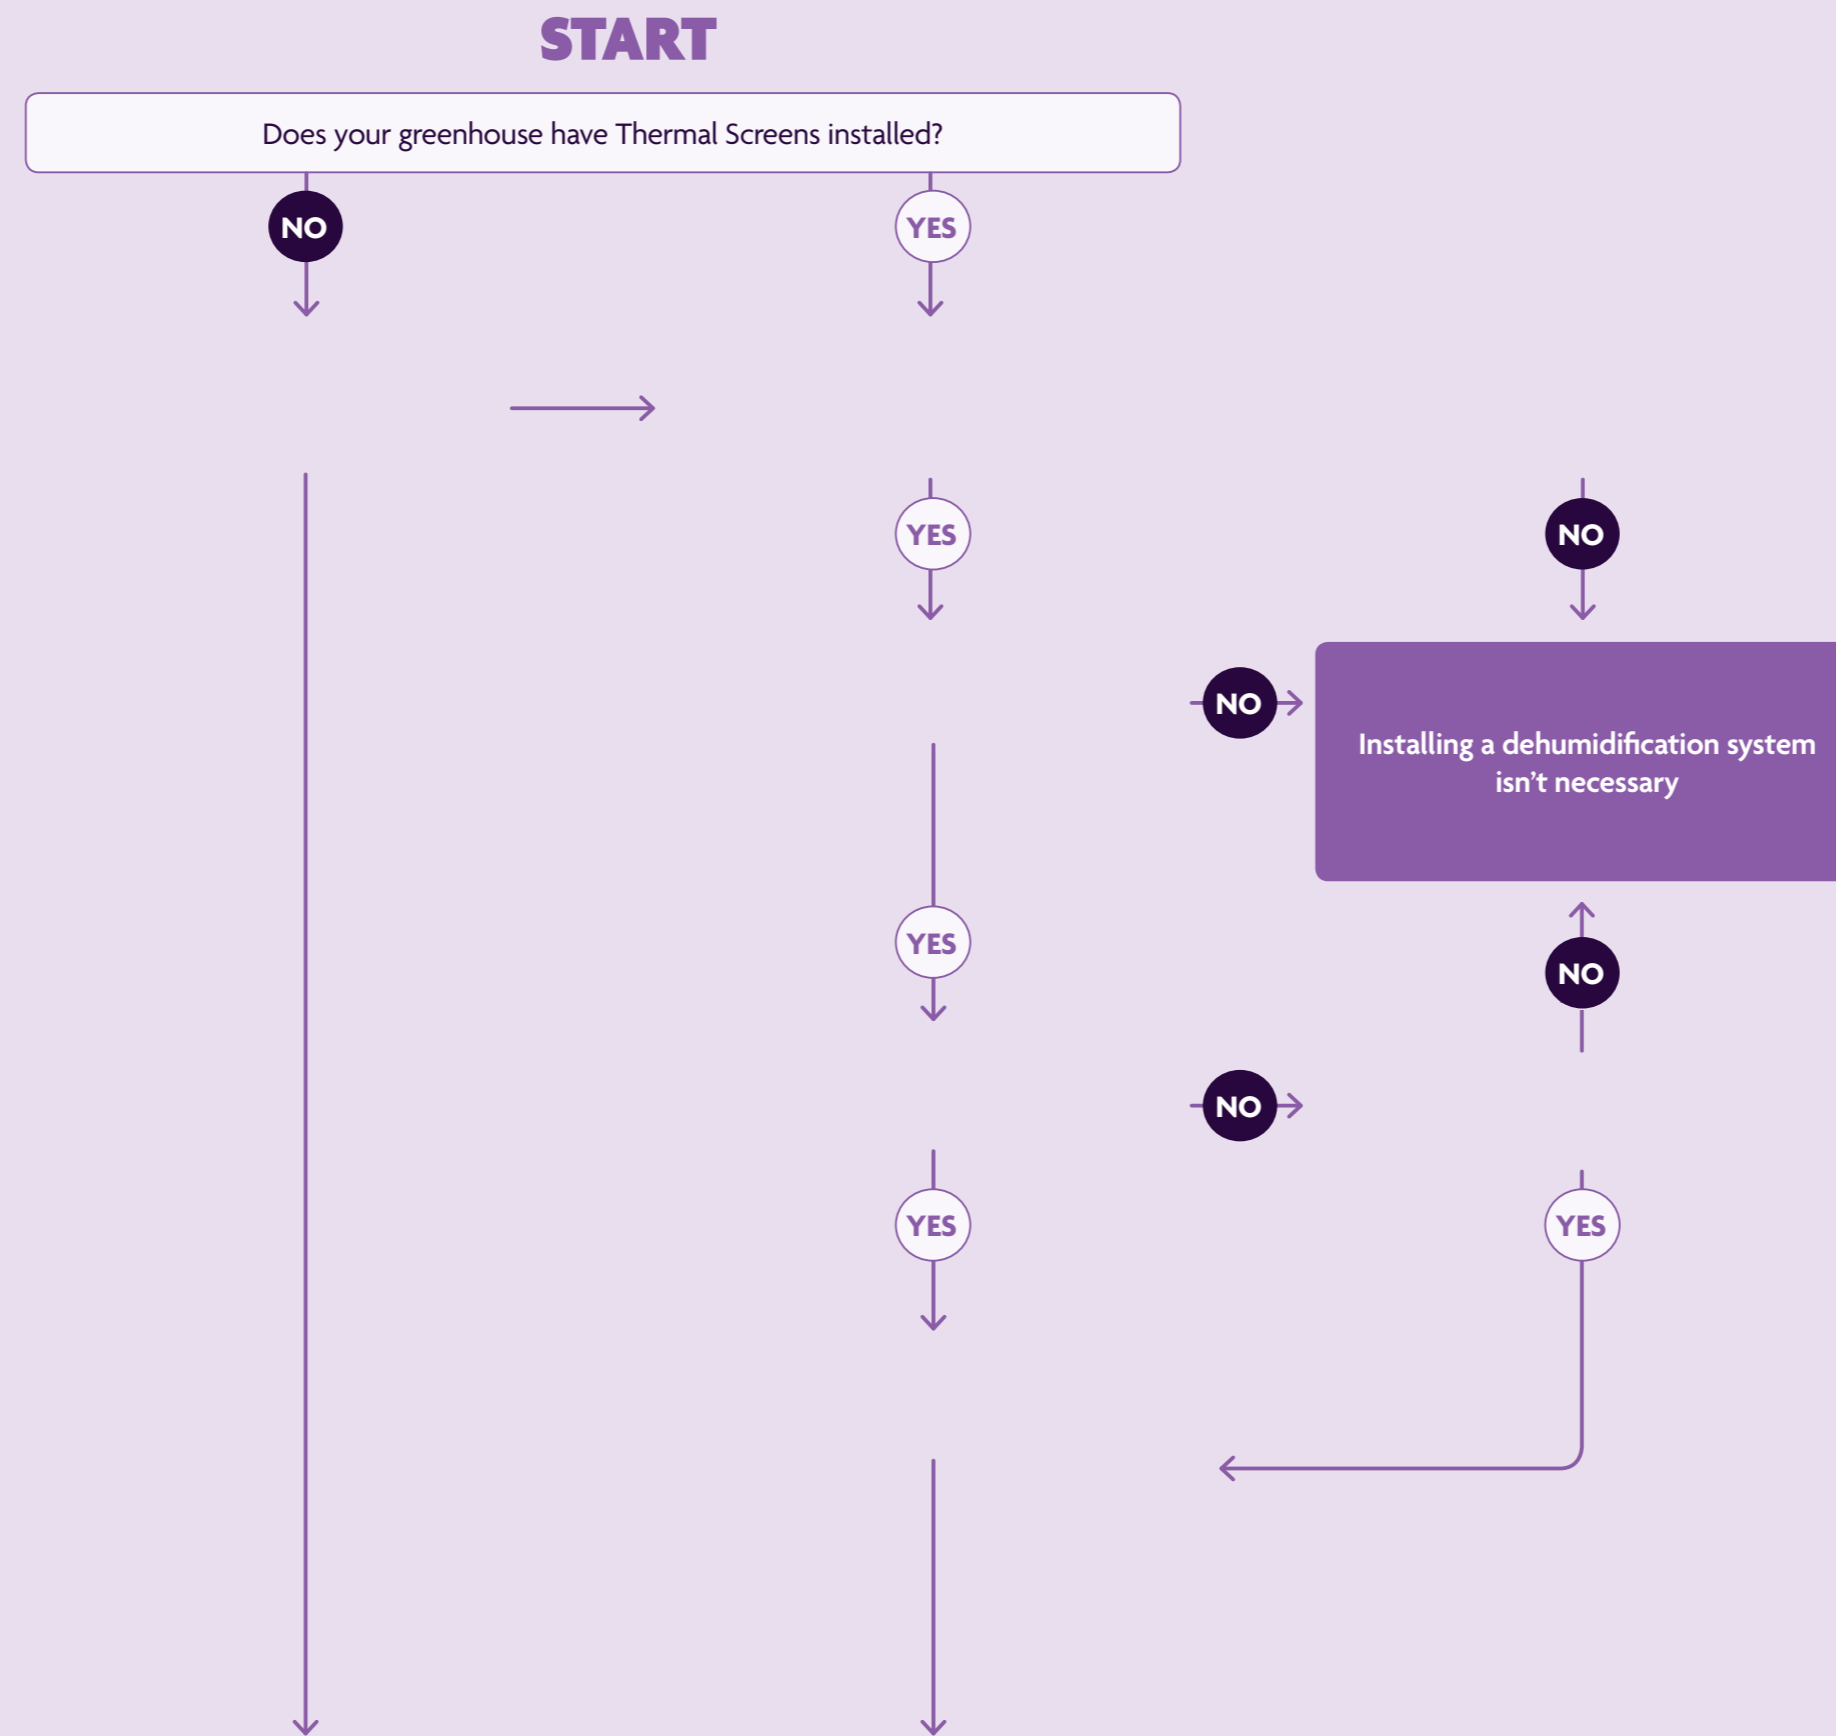 START
Does your greenhouse have Thermal Screens installed?
NO
YES
YES
NO
NO
Installing a dehumidification system
isn’t necessary
YES
NO
NO
YES
YES